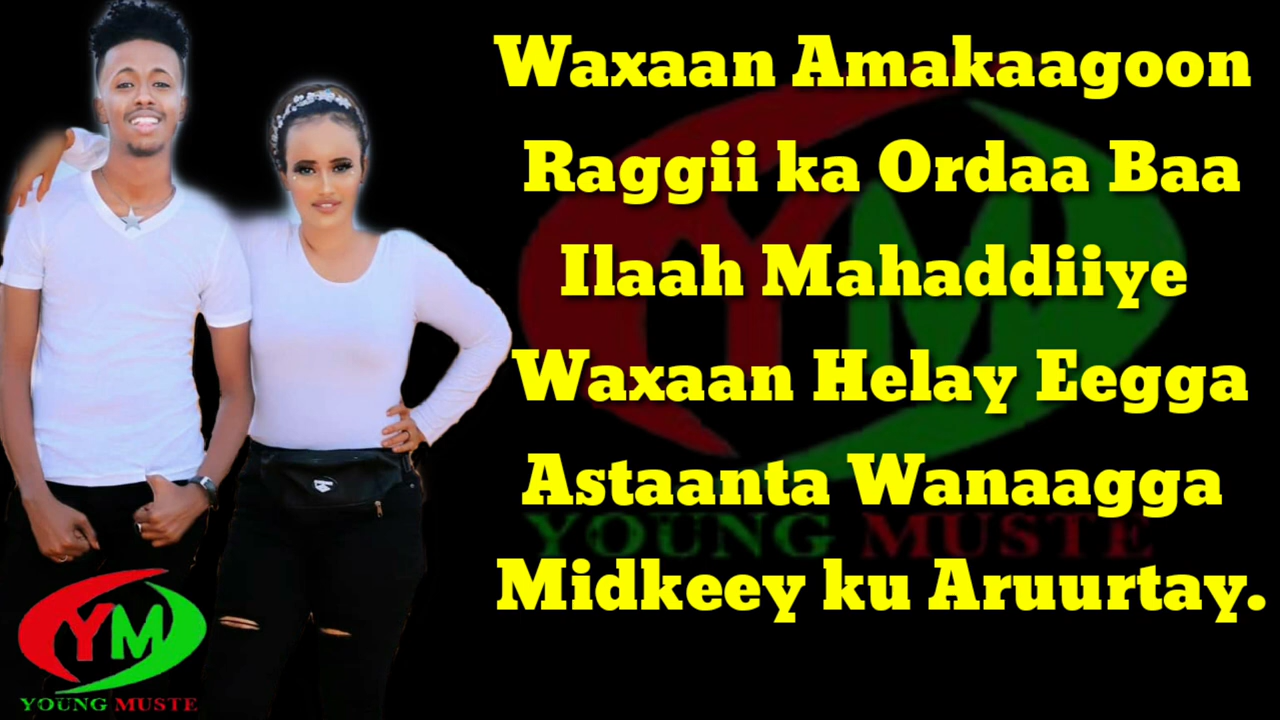 Waxaan Amakaagoon
Raggii ka Ordaa Baa
Ilaah Mahaddiiye
Waxaan Helay Eegga
Astaanta Wanaagga
YOUNG MUSTE
Midkeey ku Aruurtay.
YM
YM
YOUNG MUSTE